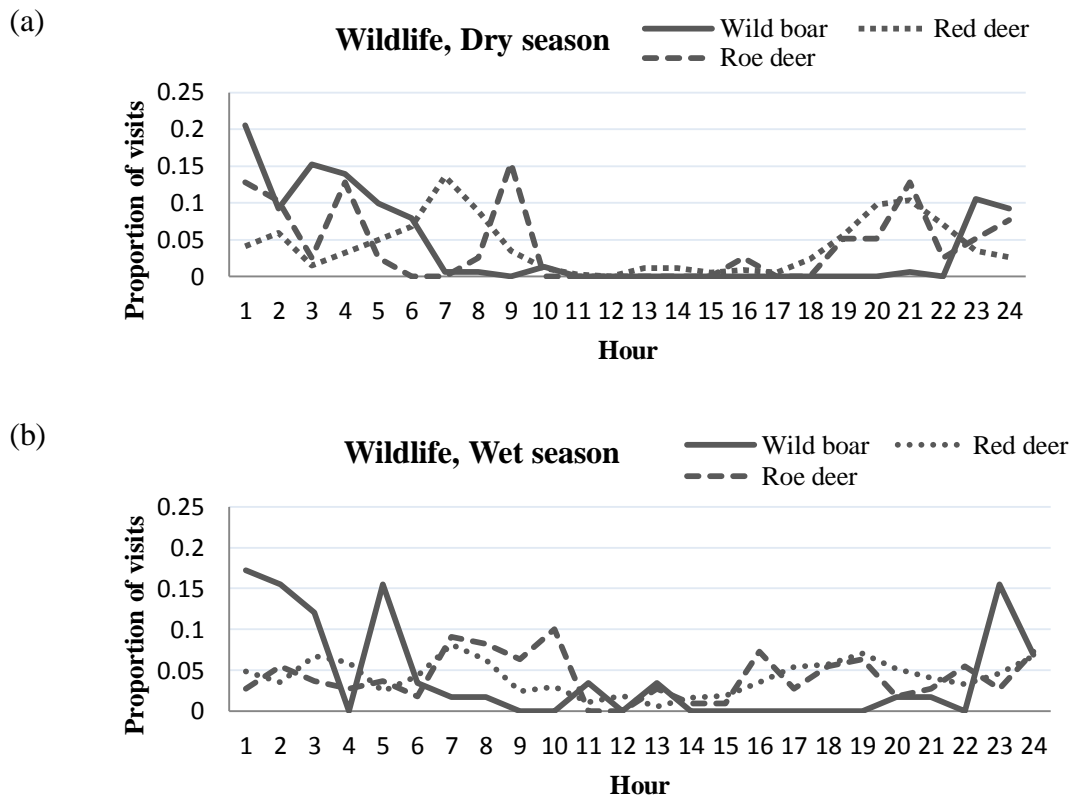 (a)
Wildlife, Dry season
Wild boar Red deer
Roe deer
Proportion of visits
0.25
0.2
0.15
0.1
0.05
0
1 2 3 4 5 6 7 8 9 10 11 12 13 14 15 16 17 18 19 20 21 22 23 24
Hour
(b)
Wildlife, Wet season
Wild boar Red deer
Roe deer
Proportion of visits
0.25
0.2
0.15
0.1
0.05
0
1 2 3 4 5 6 7 8 9 10 11 12 13 14 15 16 17 18 19 20 21 22 23 24
Hour